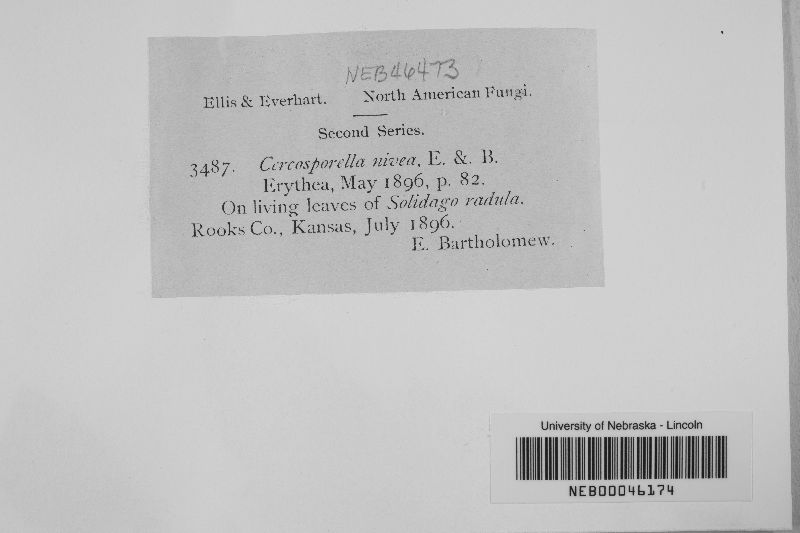 NEB46473
Ellis & Everhart. North American Fungi.
Second Series.
3487. Cercosporella nivea, E. & B.
Erythea, May 1896, p. 82.
On living leaves of Solidago radula.
Rooks Co., Kansas, July 1896.
E. Bartholomew.
University of Nebraska - Lincoln
NEB00046174